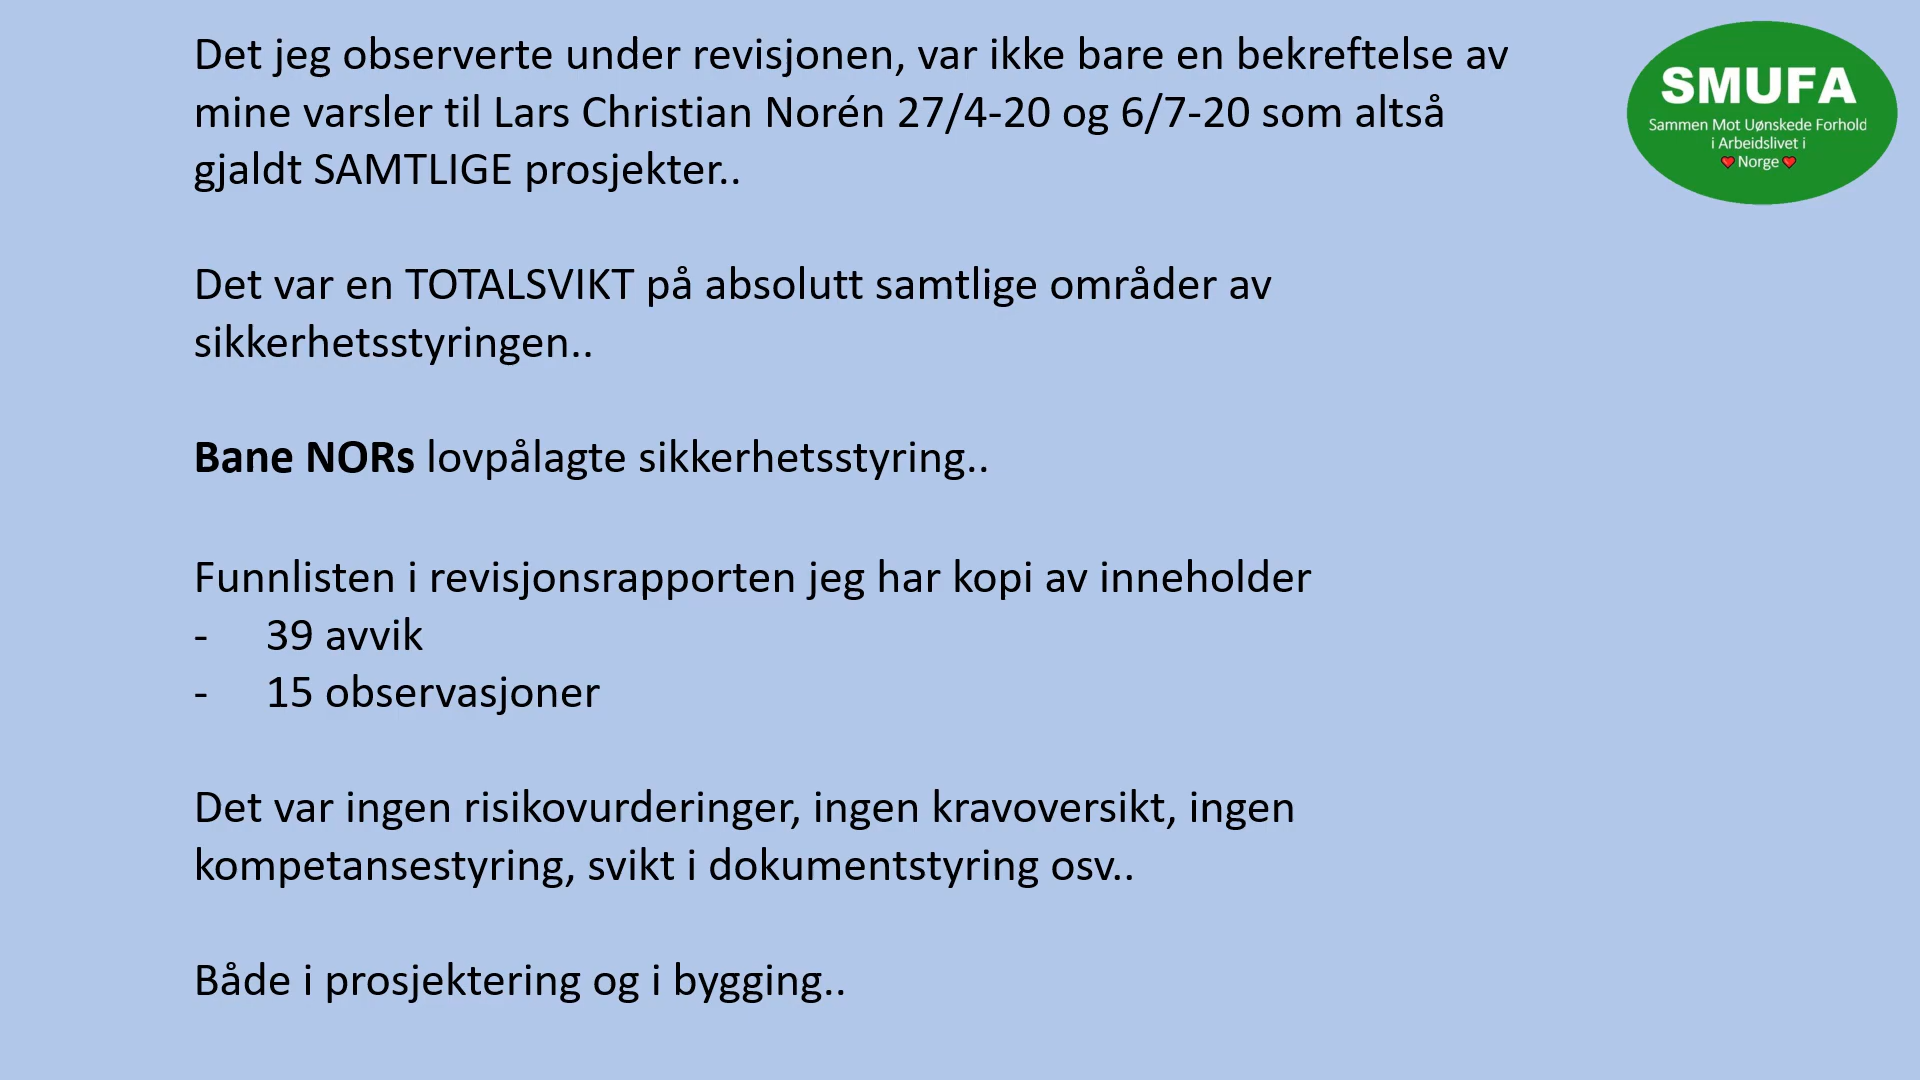 Det jeg observerte under revisjonen, var ikke bare en bekreftelse av
mine varsler til Lars Christian Norén 27/4-20 og 6/7-20 som altså
gjaldt SAMTLIGE prosjekter..
SMUFA
Sammen Mot Uønskede Forhold
i Arbeidslivet i
❤Norge❤
Det var en TOTALSVIKT på absolutt samtlige områder av
sikkerhetsstyringen..
Bane NORs lovpålagte sikkerhetsstyring..
Funnlisten i revisjonsrapporten jeg har kopi av inneholder
- 39 avvik
- 15 observasjoner
Det var ingen risikovurderinger, ingen kravoversikt, ingen
kompetansestyring, svikt i dokumentstyring osv..
Både i prosjektering og i bygging..